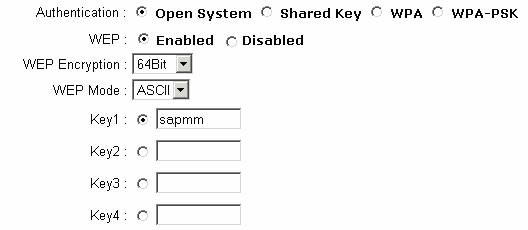 Authentication : Open System Shared Key WPA WPA-PSK
WEP : Enabled Disabled
WEP Encryption : 64Bit
WEP Mode : ASCII
Key1 : sapmm
Key2 :
Key3 :
Key4 :